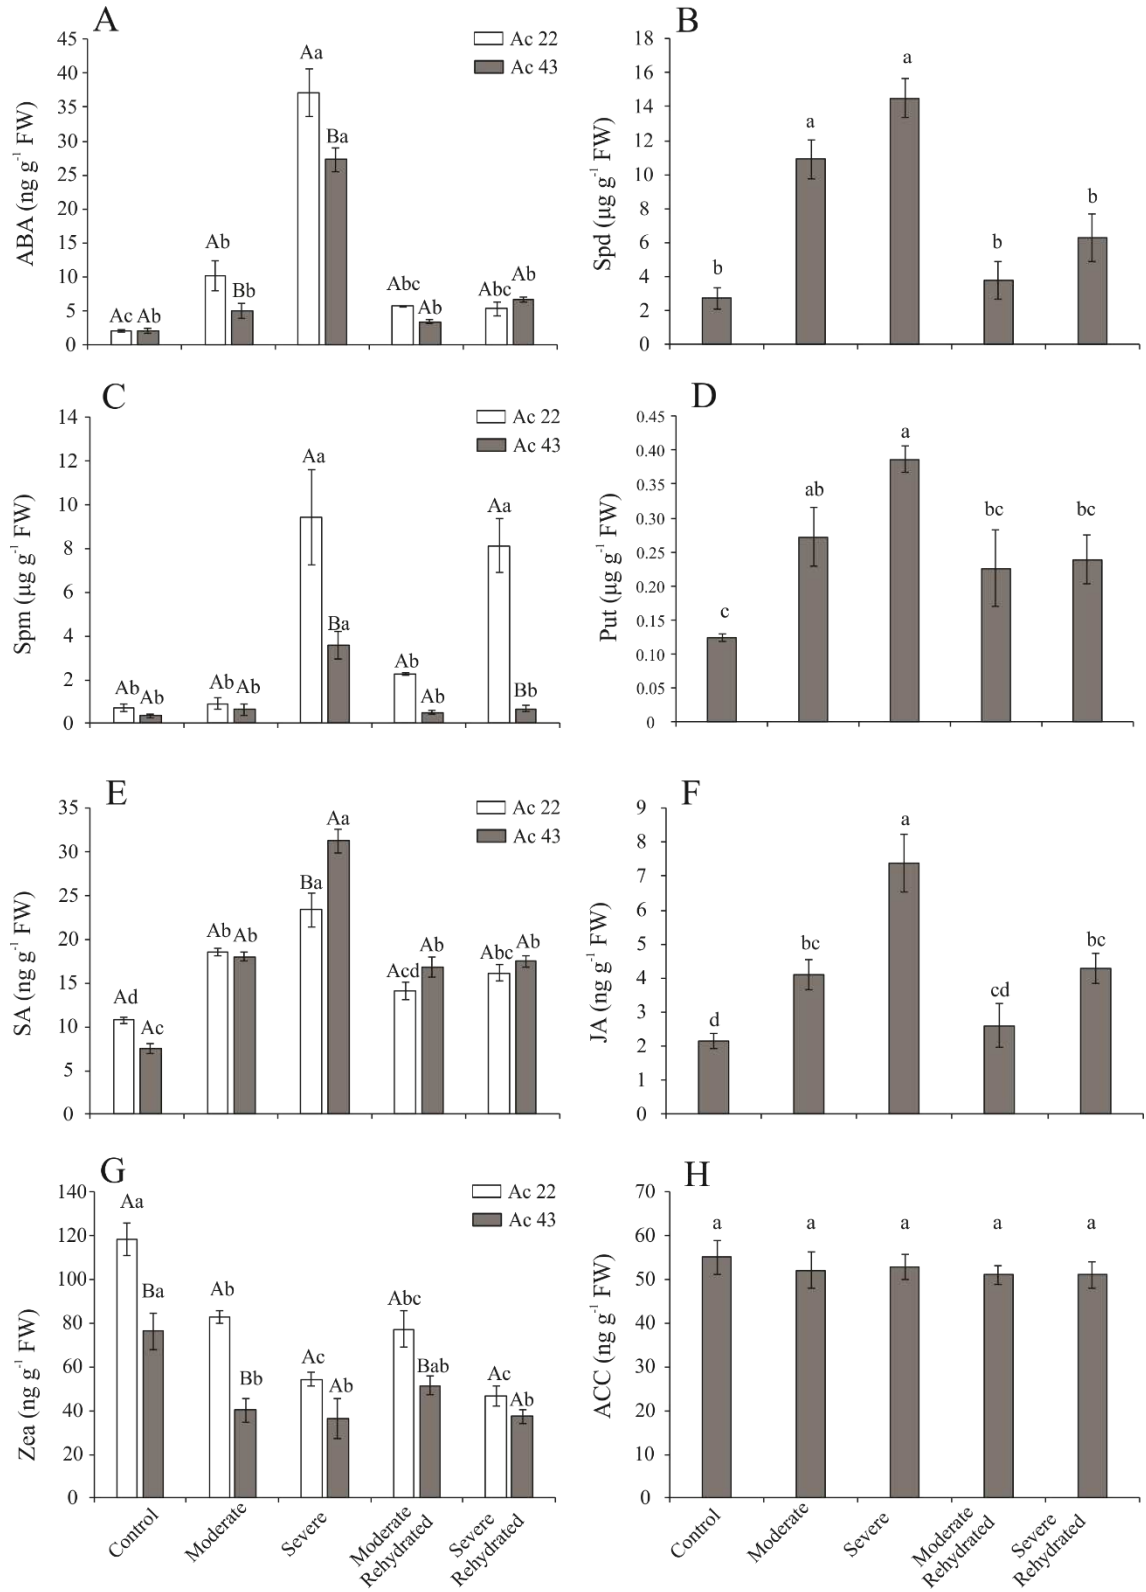 A
45
40
35
30
25
20
15
10
5
0
ABA (ng g-1 FW)
Ac 22
Ac 43
Ac Ab
Ab
Bb
Aa
Ba
Abc
Ab
Abc
Ab
B
18
16
14
12
10
8
6
4
2
0
Spd (µg g-1 FW)
b
a
a
b
b
C
14
12
10
8
6
4
2
0
Spm (µg g-1 FW)
Ac 22
Ac 43
Ab Ab
Ab Ab
Aa
Ba
Ab
Ab
Aa
Bb
D
0.45
0.40
0.35
0.30
0.25
0.20
0.15
0.10
0.05
0
Put (µg g-1 FW)
c
ab
a
bc
bc
E
35
30
25
20
15
10
5
0
SA (ng g-1 FW)
Ac 22
Ac 43
Ad
Ac
Ab Ab
Ba
Aa
Acd
Ab
Abc
Ab
F
9
8
7
6
5
4
3
2
1
0
JA (ng g-1 FW)
d
bc
a
cd
bc
G
140
120
100
80
60
40
20
0
Zea (ng g-1 FW)
Ac 22
Ac 43
Aa
Ba
Ab
Bb
Ac
Ab
Abc
Bab
Ac
Ab
Control
Moderate
Severe
Moderate
Rehydrated
Severe
Rehydrated
H
70
60
50
40
30
20
10
0
ACC (ng g-1 FW)
a
a
a
a
a
Control
Moderate
Severe
Moderate
Rehydrated
Severe
Rehydrated